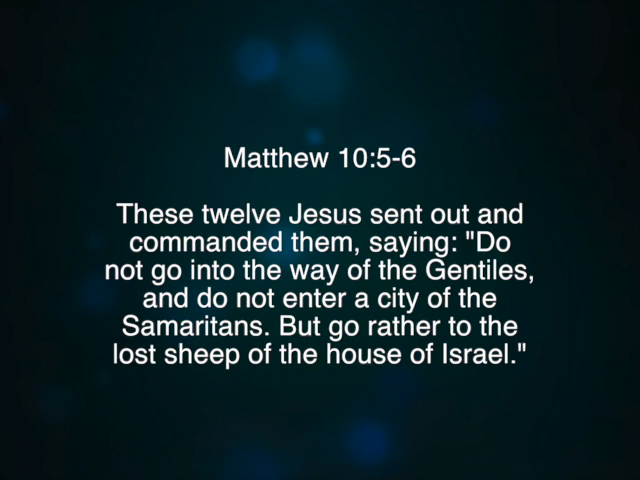 Matthew 10:5-6
These twelve Jesus sent out and
commanded them, saying: "Do
not go into the way of the Gentiles,
and do not enter a city of the
Samaritans. But go rather to the
lost sheep of the house of Israel."